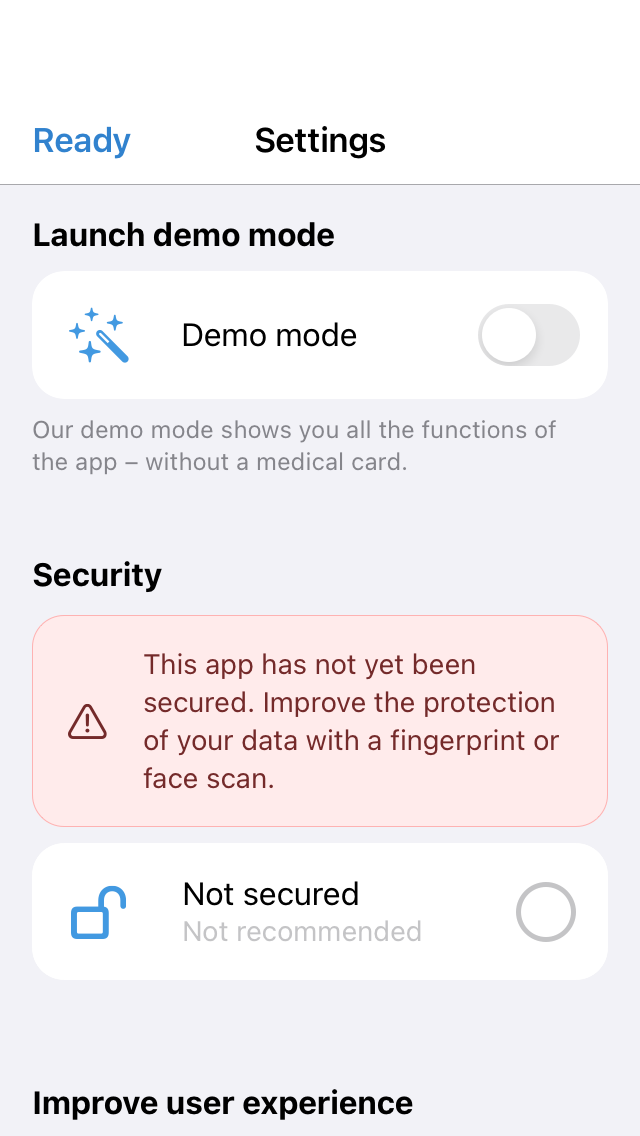 Ready
Settings
Launch demo mode
Demo mode
Our demo mode shows you all the functions of
the app – without a medical card.
Security
This app has not yet been
secured. Improve the protection
of your data with a fingerprint or
face scan.
Not secured
Not recommended
Improve user experience